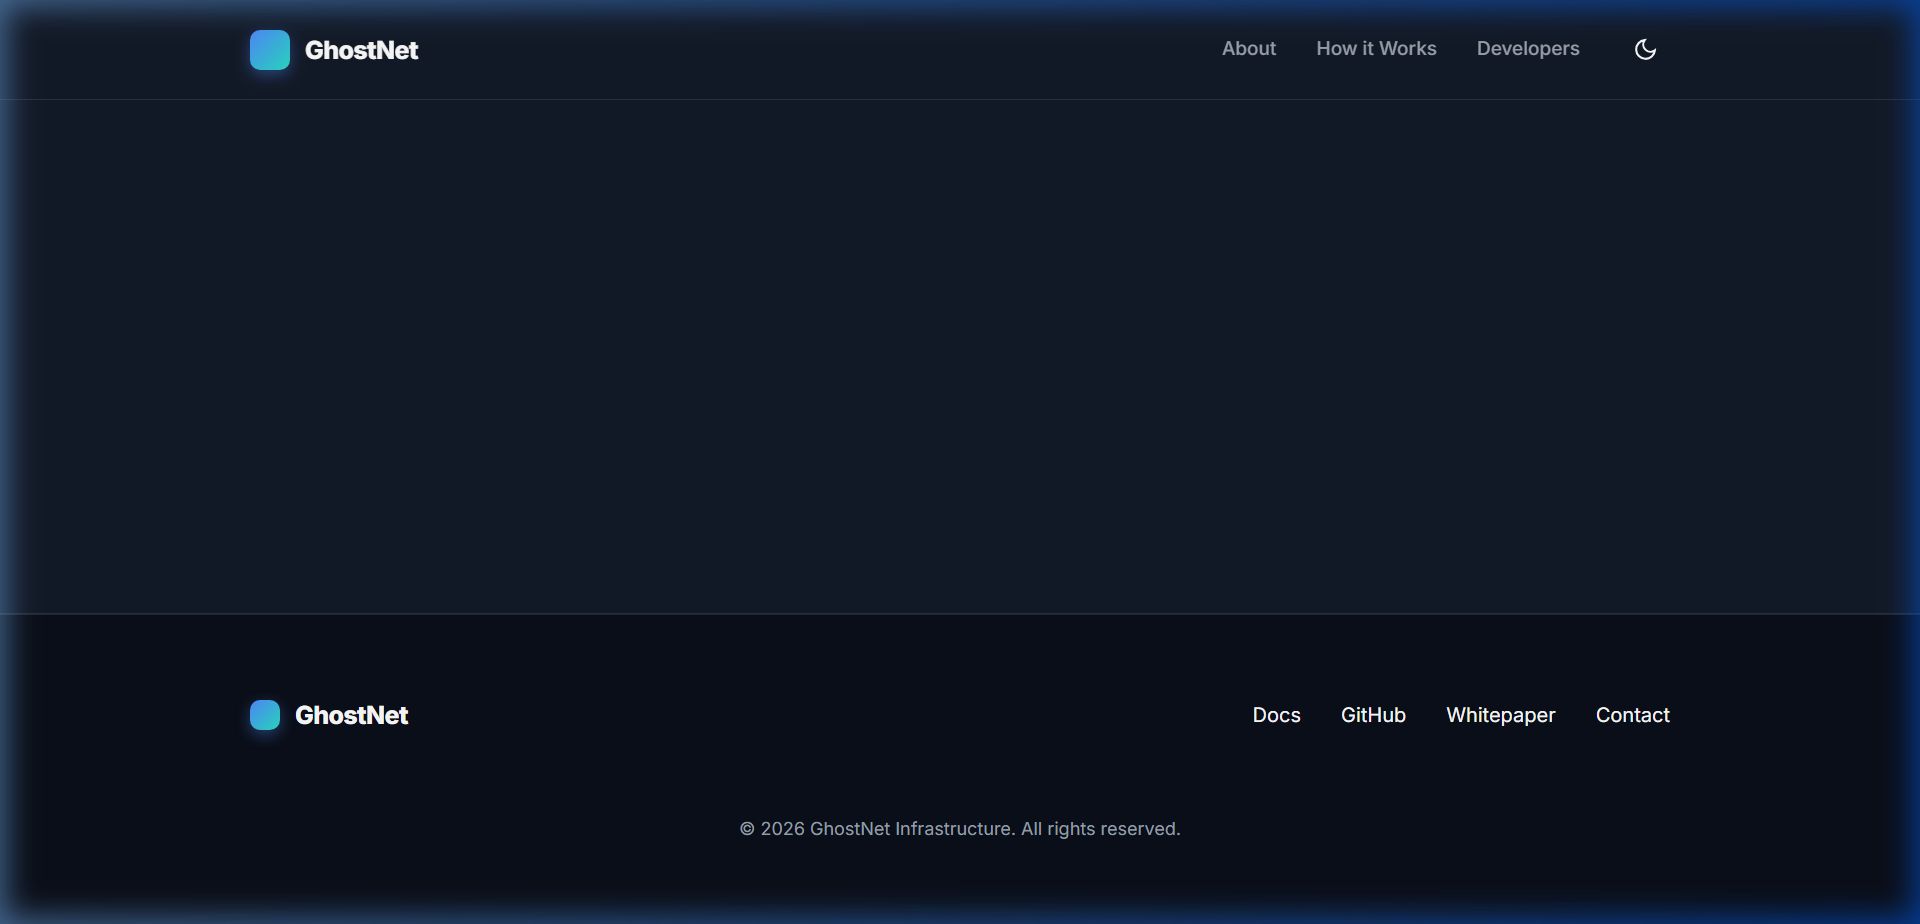 GhostNet
About
How it Works
Developers
GhostNet
Docs
GitHub
Whitepaper
Contact
© 2026 GhostNet Infrastructure. All rights reserved.